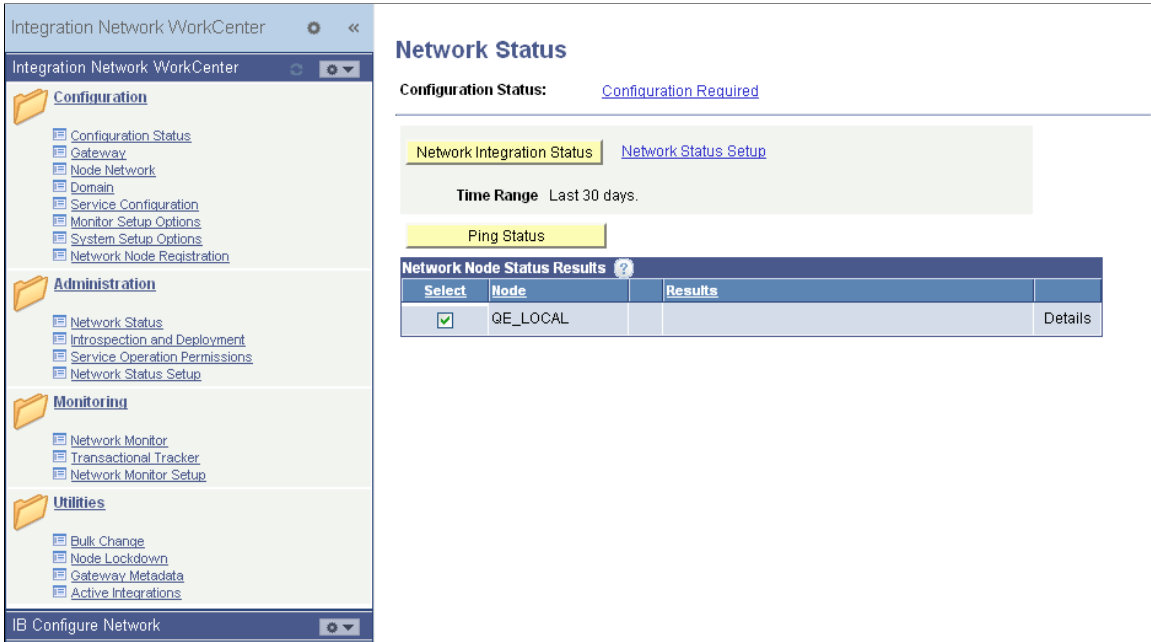 Integration Network WorkCenter
Integration Network WorkCenter
Configuration
Configuration Status
Gateway
Node Network
Domain
Service Configuration
Monitor Setup Options
System Setup Options
Network Node Registration
Administration
Network Status
Introspection and Deployment
Service Operation Permissions
Network Status Setup
Monitoring
Network Monitor
Transactional Tracker
Network Monitor Setup
Utilities
Bulk Change
Node Lockdown
Gateway Metadata
Active Integrations
IB Configure Network
Network Status
Configuration Status: Configuration Required
Network Integration Status Network Status Setup
Time Range Last 30 days.
Ping Status
Network Node Status Results ?
Select Node Results
QE_LOCAL Details